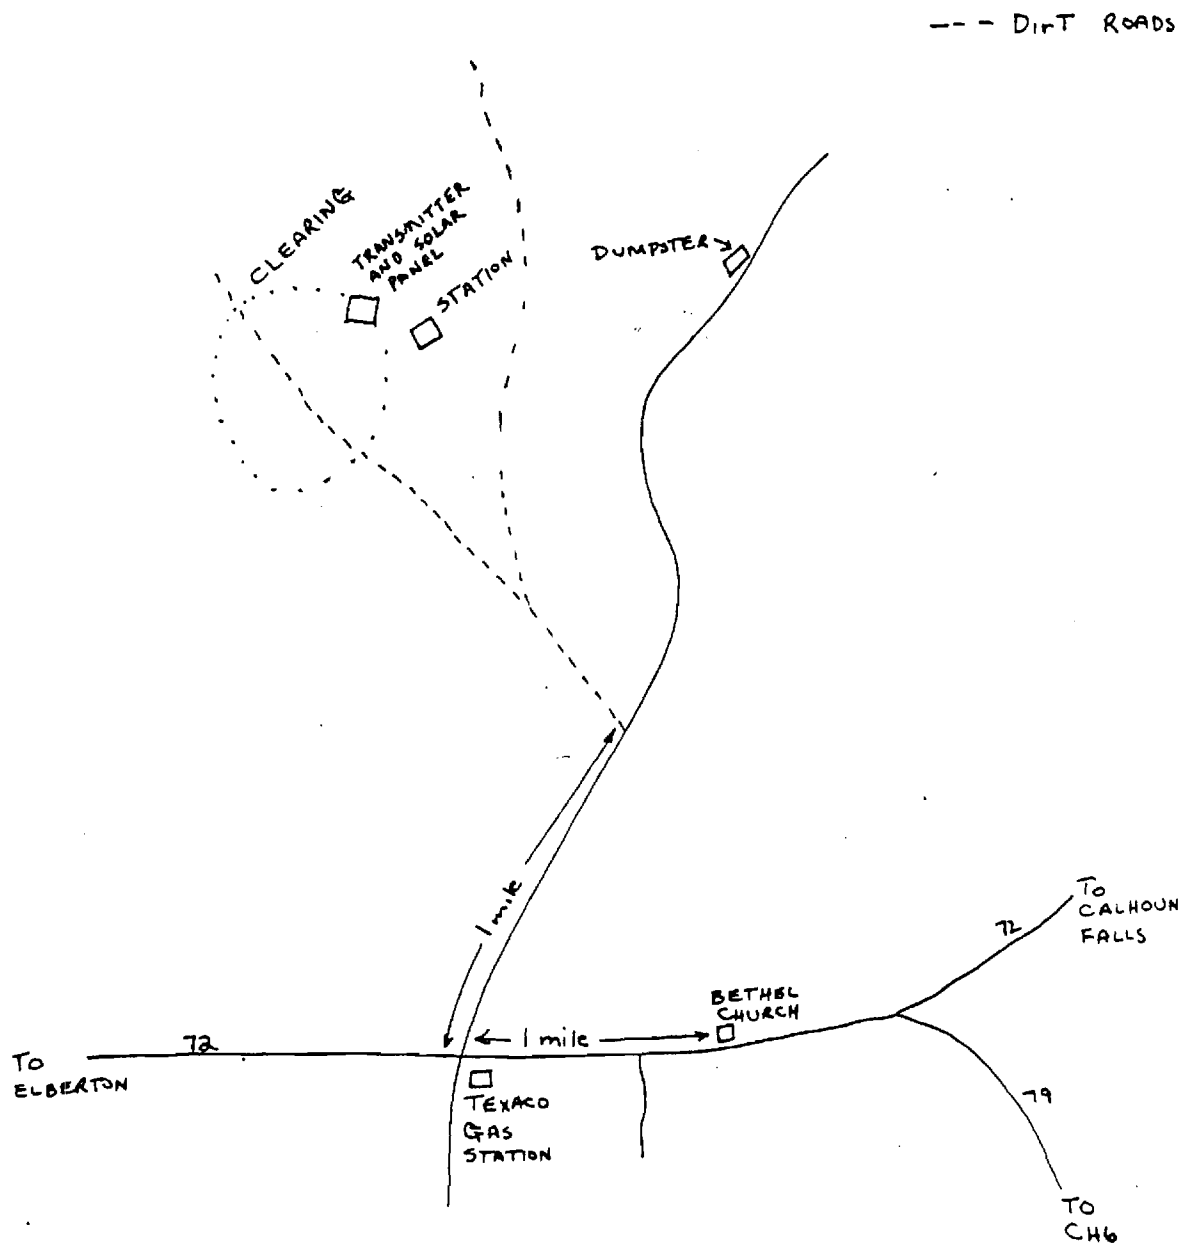 --- DIrT ROADS
CLEARING
TRANSMITTER
AND SOLAR
PANEL
STATION
DUMPSTER
1 mile
TO
CALHOUN
FALLS
72
BETHEL
CHURCH
1 mile
72
TO
ELBERTON
TEXACO
GAS
STATION
79
TO
CH6